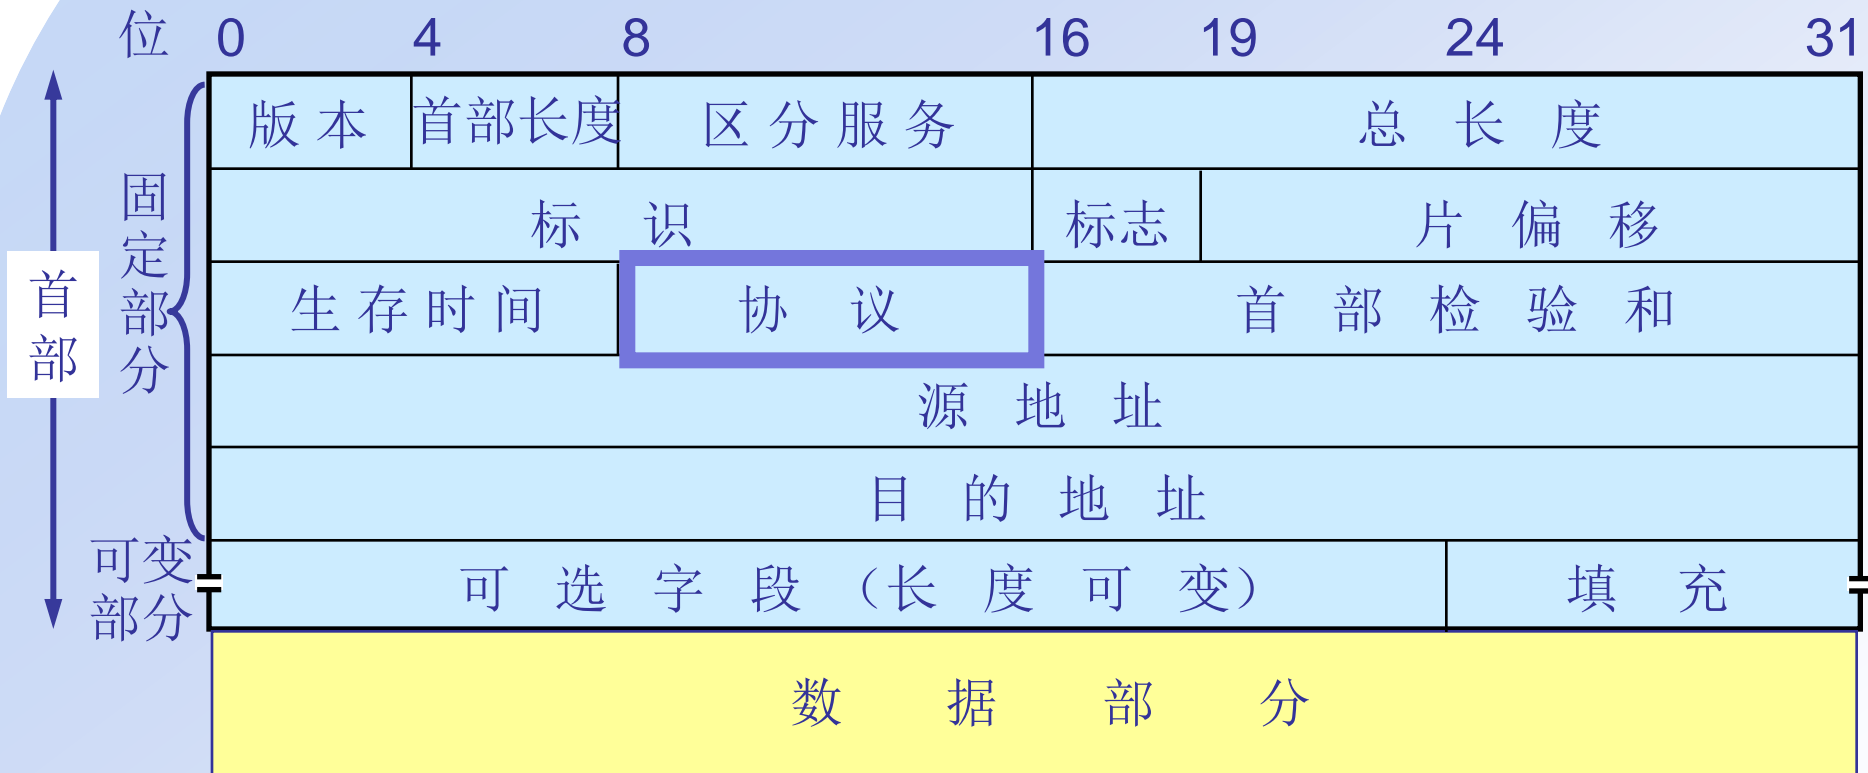 位 0 4 8 16 19 24 31
版本 首部长度 区分服务 总长度
标识 标志 片偏移
生存时间 协议 首部检验和
源地址
目的地址
可选字段（长度可变） 填充
数据部分
首部
固定部分
可变
部分